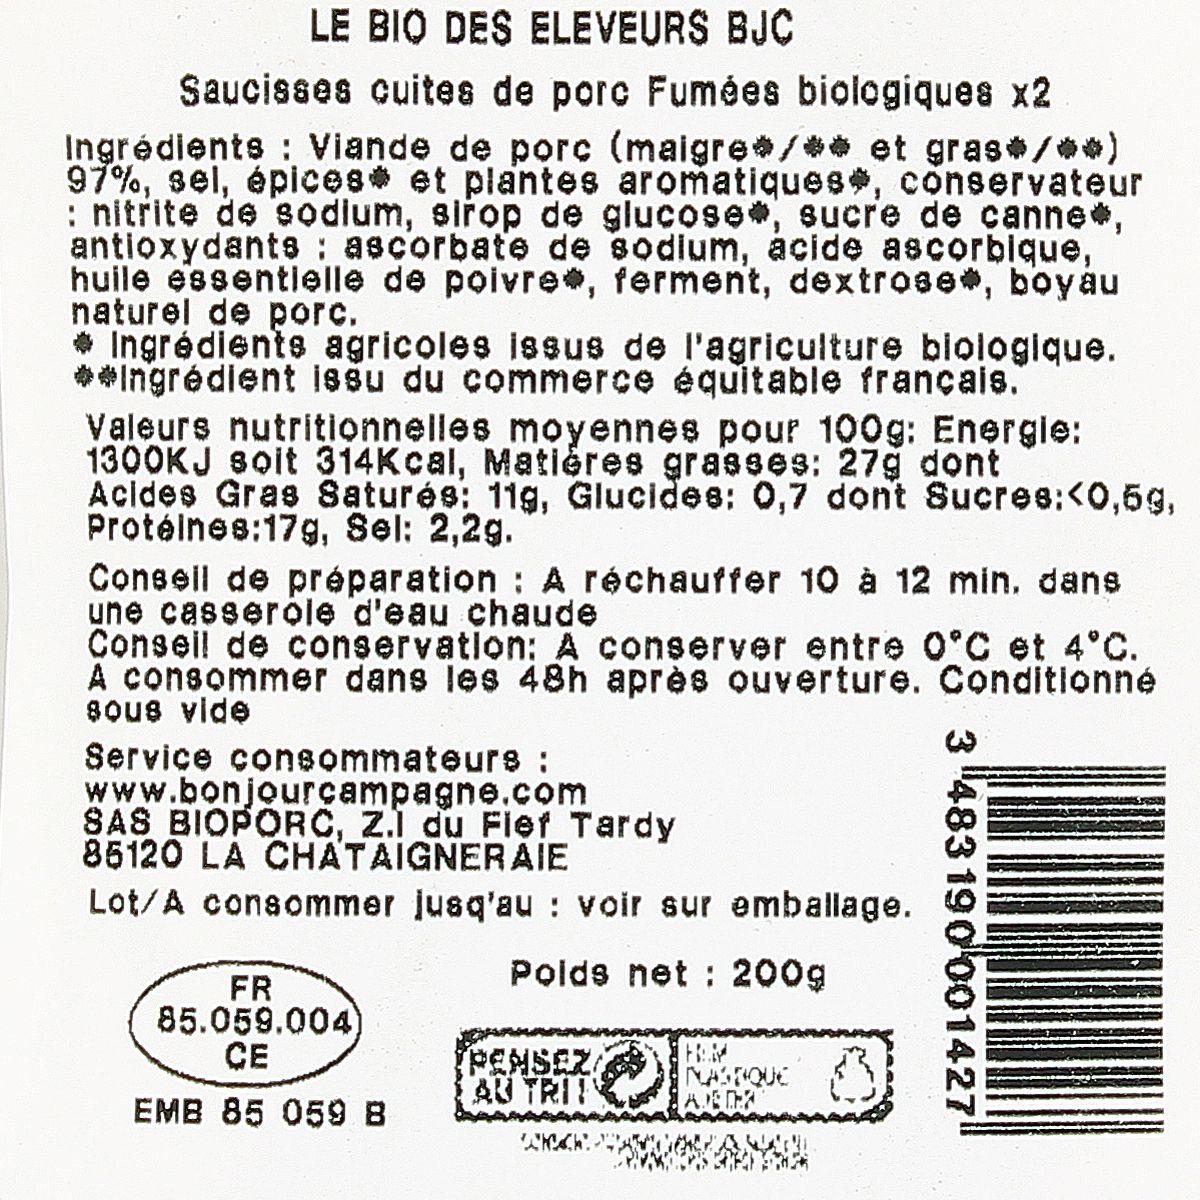 LE BIO DES ELEVEURS BJC
Saucisses cuites de porc Fumées biologiques x2
Ingrédients : Viande de porc (maigre*/** et gras*/**)
97%, sel, épices* et plantes aromatiques*, conservateur
: nitrite de sodium, sirop de glucose*, sucre de canne*,
antioxydants : ascorbate de sodium, acide ascorbique,
huile essentielle de poivre*, ferment, dextrose*, boyau
naturel de porc.
* Ingrédients agricoles issus de l'agriculture biologique.
**Ingrédient issu du commerce équitable français.
Valeurs nutritionnelles moyennes pour 100g: Energie:
1300KJ soit 314Kcal, Matières grasses: 27g dont
Acides Gras Saturés: 11g, Glucides: 0,7 dont Sucres:<0,5g,
Protéines:17g, Sel: 2,2g.
Conseil de préparation : A réchauffer 10 à 12 min. dans
une casserole d'eau chaude
Conseil de conservation: A conserver entre 0°C et 4°C.
A consommer dans les 48h après ouverture. Conditionné
sous vide
Service consommateurs :
www.bonjourcampagne.com
SAS BIOPORC, Z.I du Fief Tardy
85120 LA CHATAIGNERAIE
Lot/A consommer jusq'au : voir sur emballage.
Poids net : 200g
FR
85.059.004
CE
EMB 85 059 B
PENSEZ
AU TRI !
FILM
PLASTIQUE
À JETER
3 483190 001427